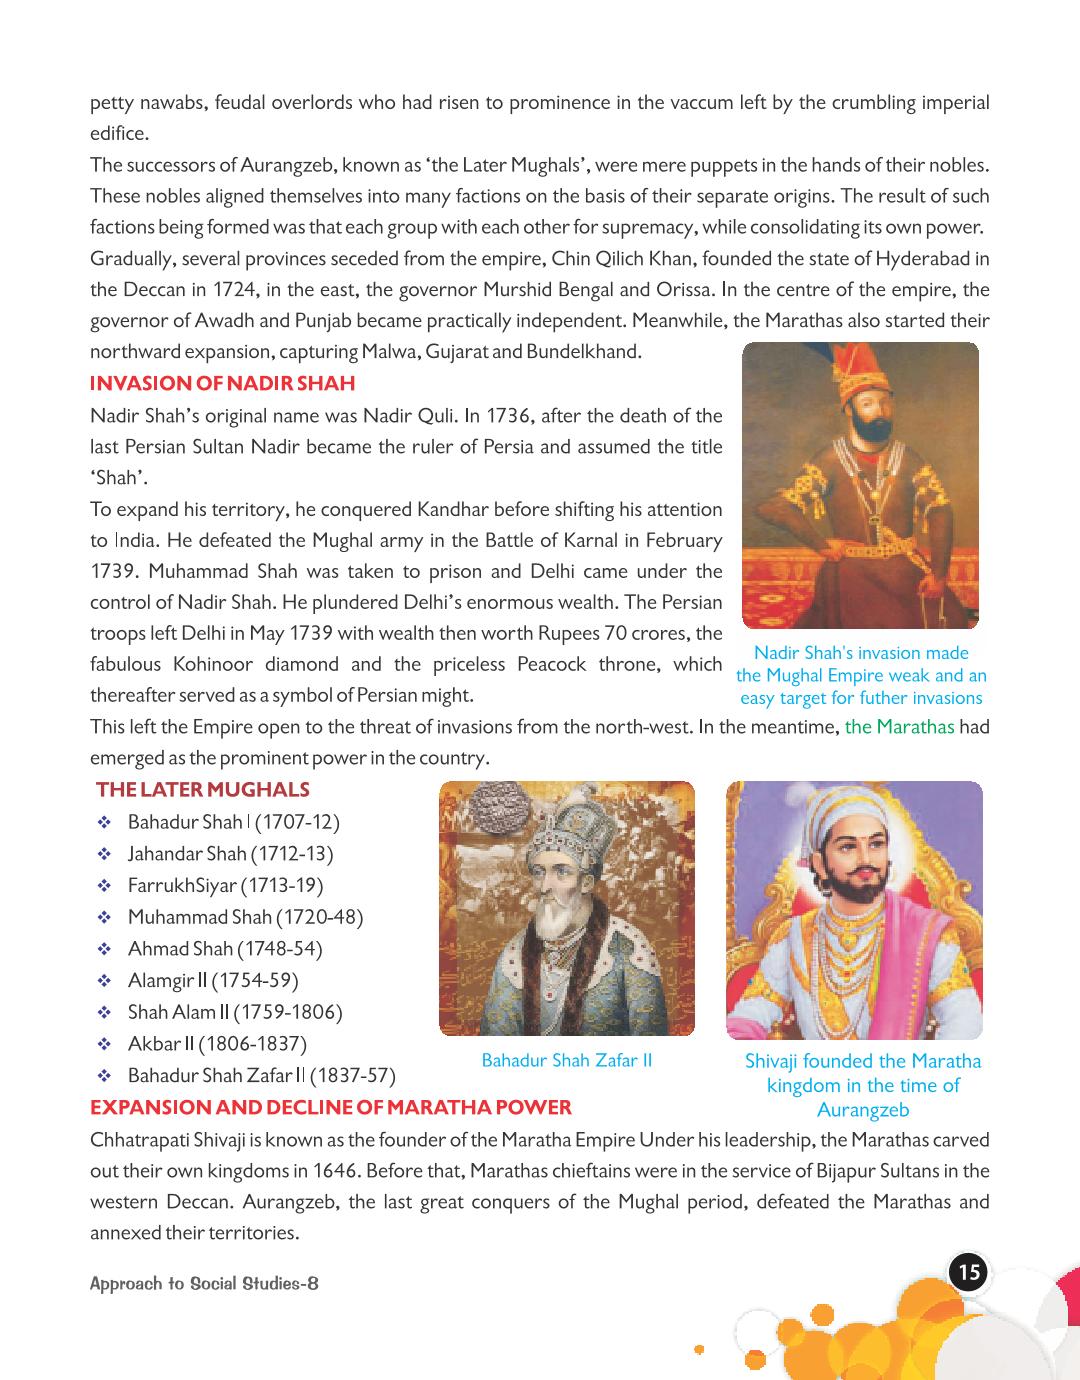 petty nawabs, feudal overlords who had risen to prominence in the vaccum left by the crumbling imperial
edifice.
The successors of Aurangzeb, known as ‘the Later Mughals’, were mere puppets in the hands of their nobles.
These nobles aligned themselves into many factions on the basis of their separate origins. The result of such
factions being formed was that each group with each other for supremacy, while consolidating its own power.
Gradually, several provinces seceded from the empire, Chin Qilich Khan, founded the state of Hyderabad in
the Deccan in 1724, in the east, the governor Murshid Bengal and Orissa. In the centre of the empire, the
governor of Awadh and Punjab became practically independent. Meanwhile, the Marathas also started their
northward expansion, capturing Malwa, Gujarat and Bundelkhand.
INVASION OF NADIR SHAH
Nadir Shah’s original name was Nadir Quli. In 1736, after the death of the
last Persian Sultan Nadir became the ruler of Persia and assumed the title
‘Shah’.
To expand his territory, he conquered Kandhar before shifting his attention
to India. He defeated the Mughal army in the Battle of Karnal in February
1739. Muhammad Shah was taken to prison and Delhi came under the
control of Nadir Shah. He plundered Delhi’s enormous wealth. The Persian
troops left Delhi in May 1739 with wealth then worth Rupees 70 crores, the
fabulous Kohinoor diamond and the priceless Peacock throne, which
thereafter served as a symbol of Persian might.
Nadir Shah's invasion made
the Mughal Empire weak and an
easy target for futher invasions
This left the Empire open to the threat of invasions from the north-west. In the meantime, the Marathas had
emerged as the prominent power in the country.
THE LATER MUGHALS
❖ Bahadur Shah I (1707-12)
❖ Jahandar Shah (1712-13)
❖ FarrukhSiyar (1713-19)
❖ Muhammad Shah (1720-48)
❖ Ahmad Shah (1748-54)
❖ Alamgir II (1754-59)
❖ Shah Alam II (1759-1806)
❖ Akbar II (1806-1837)
❖ Bahadur Shah Zafar II (1837-57)
Bahadur Shah Zafar II
Shivaji founded the Maratha
kingdom in the time of
Aurangzeb
EXPANSION AND DECLINE OF MARATHA POWER
Chhatrapati Shivaji is known as the founder of the Maratha Empire Under his leadership, the Marathas carved
out their own kingdoms in 1646. Before that, Marathas chieftains were in the service of Bijapur Sultans in the
western Deccan. Aurangzeb, the last great conquers of the Mughal period, defeated the Marathas and
annexed their territories.
Approach to Social Studies-8
15